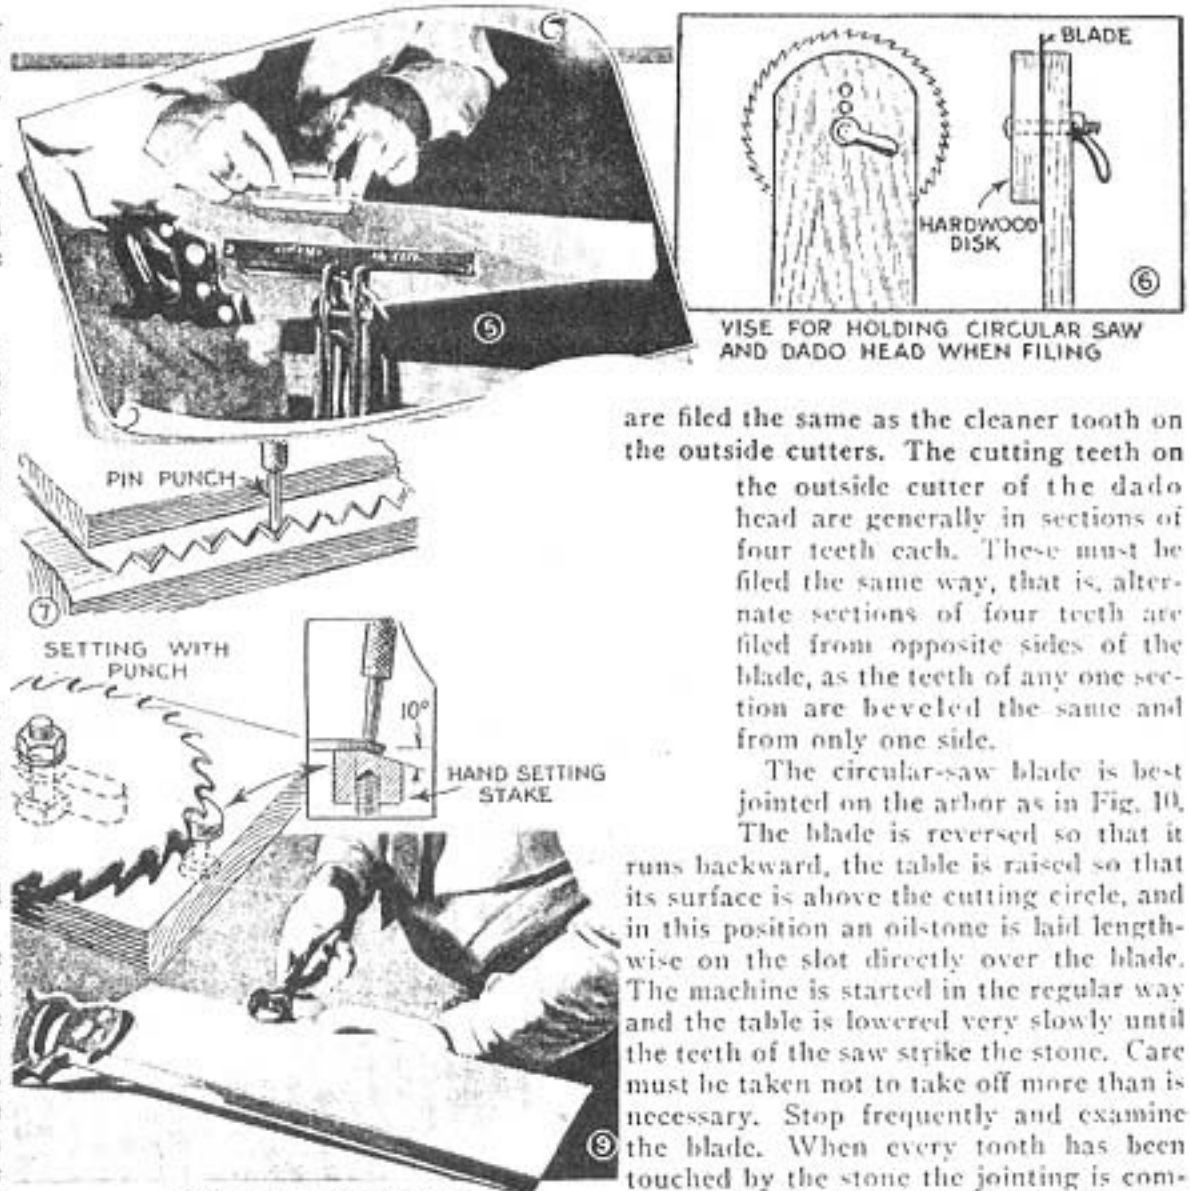 BLADE
HARDWOOD
DISK
⑥
VISE FOR HOLDING CIRCULAR SAW
AND DADO HEAD WHEN FILING
⑤
PIN PUNCH
⑦
SETTING WITH
PUNCH
10°
HAND SETTING
STAKE
⑨
are filed the same as the cleaner tooth on
the outside cutters. The cutting teeth on
the outside cutter of the dado
head are generally in sections of
four teeth each. These must be
filed the same way, that is, alter-
nate sections of four teeth are
filed from opposite sides of the
blade, as the teeth of any one sec-
tion are beveled the same and
from only one side.
The circular-saw blade is best
jointed on the arbor as in Fig. 10.
The blade is reversed so that it
runs backward, the table is raised so that
its surface is above the cutting circle, and
in this position an oilstone is laid length-
wise on the slot directly over the blade.
The machine is started in the regular way
and the table is lowered very slowly until
the teeth of the saw strike the stone. Care
must be taken not to take off more than is
necessary. Stop frequently and examine
the blade. When every tooth has been
touched by the stone the jointing is com-